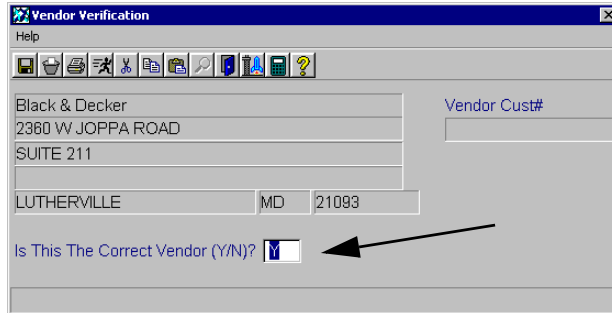 Vendor Verification
Help
Black & Decker
Vendor Cust#
2360 W JOPPA ROAD
SUITE 211
LUTHERVILLE MD 21093
Is This The Correct Vendor (Y/N)? Y